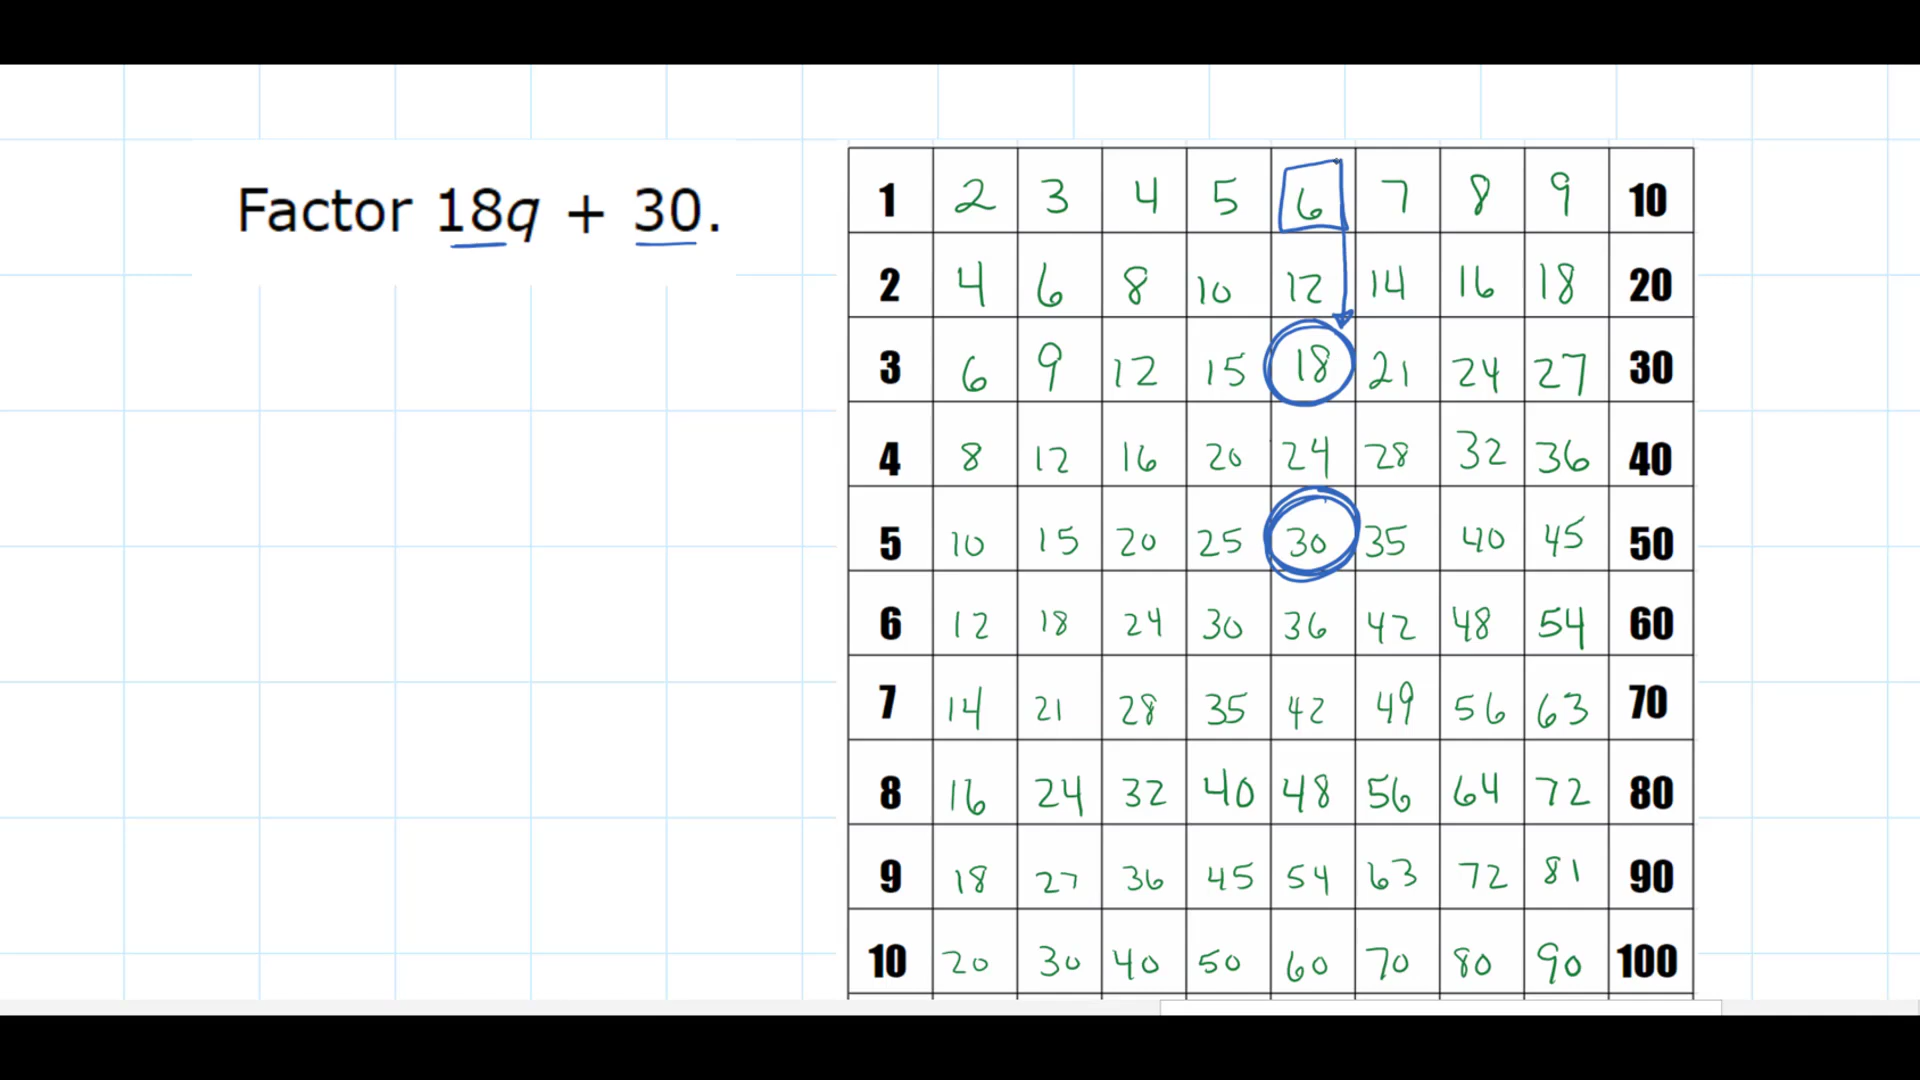 Factor 18q + 30.
1 2 3 4 5 6 7 8 9 10
2 4 6 8 10 12 14 16 18 20
3 6 9 12 15 18 21 24 27 30
4 8 12 16 20 24 28 32 36 40
5 10 15 20 25 30 35 40 45 50
6 12 18 24 30 36 42 48 54 60
7 14 21 28 35 42 49 56 63 70
8 16 24 32 40 48 56 64 72 80
9 18 27 36 45 54 63 72 81 90
10 20 30 40 50 60 70 80 90 100